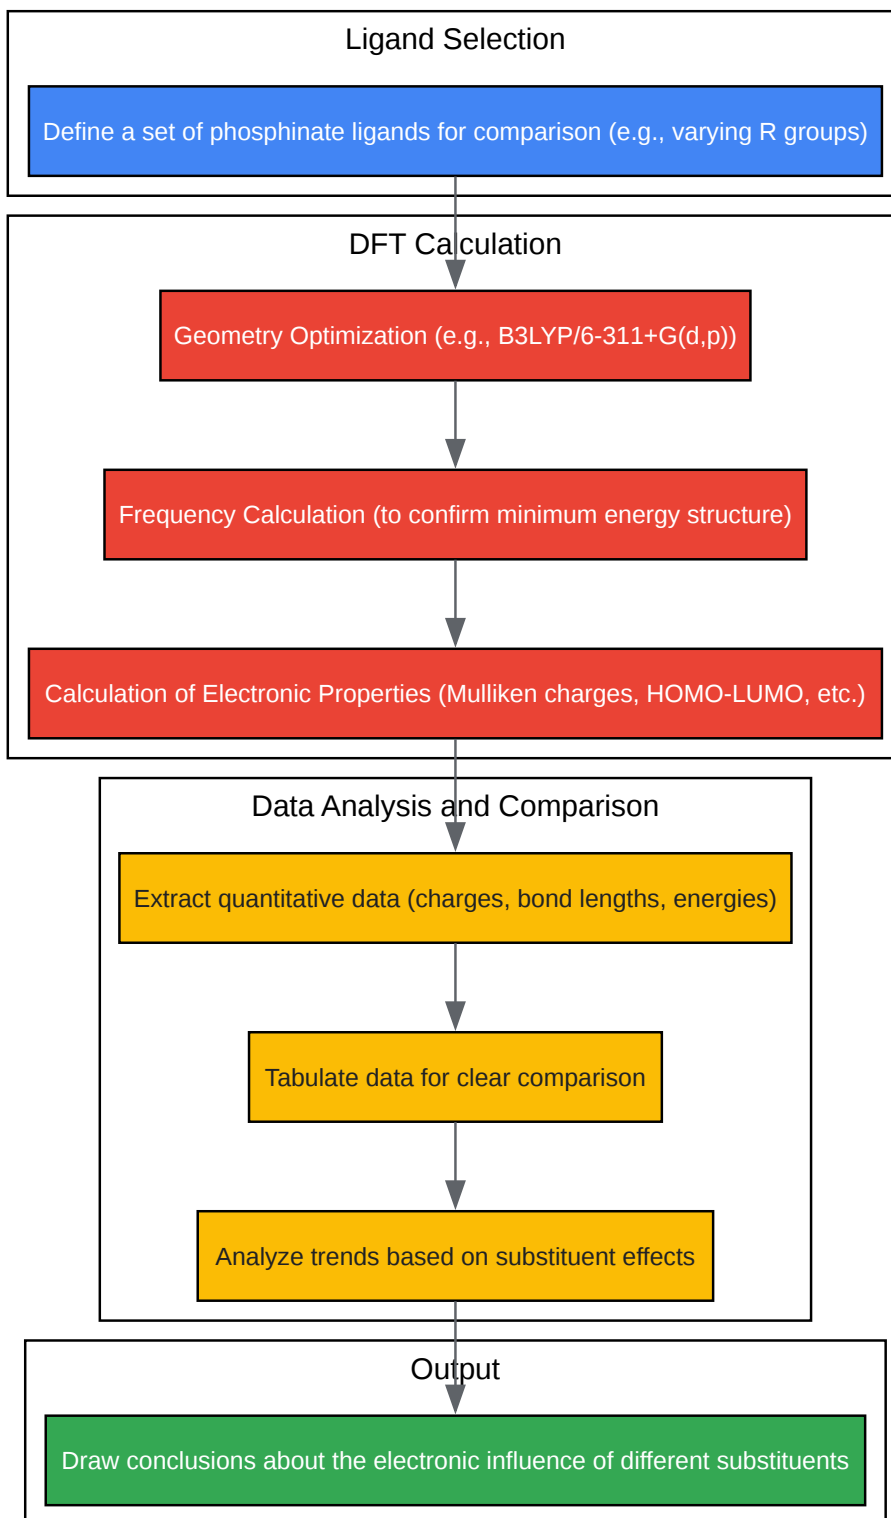 Ligand Selection
Define a set of phosphinate ligands for comparison (e.g., varying R groups)
DFT Calculation
Geometry Optimization (e.g., B3LYP/6-311+G(d,p))
Frequency Calculation (to confirm minimum energy structure)
Calculation of Electronic Properties (Mulliken charges, HOMO-LUMO, etc.)
Data Analysis and Comparison
Extract quantitative data (charges, bond lengths, energies)
Tabulate data for clear comparison
Analyze trends based on substituent effects
Output
Draw conclusions about the electronic influence of different substituents